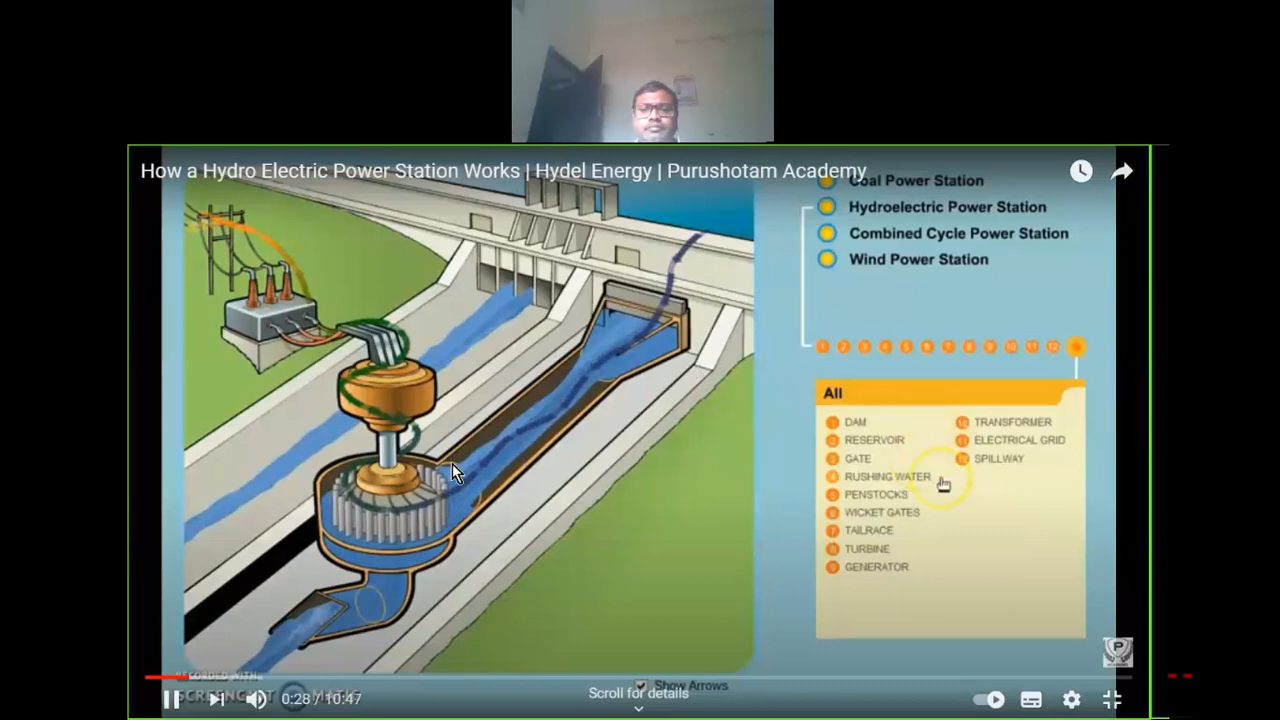 How a Hydro Electric Power Station Works | Hydel Energy | Purushotam Academy
Coal Power Station
Hydroelectric Power Station
Combined Cycle Power Station
Wind Power Station
1 2 3 4 5 6 7 8 9 10 11 12
All
1 DAM
2 RESERVOIR
3 GATE
4 RUSHING WATER
5 PENSTOCKS
6 WICKET GATES
7 TAILRACE
8 TURBINE
9 GENERATOR
10 TRANSFORMER
11 ELECTRICAL GRID
12 SPILLWAY
P
RECORDED WITH
Show Arrows
0:28 / 10:47
Scroll for details